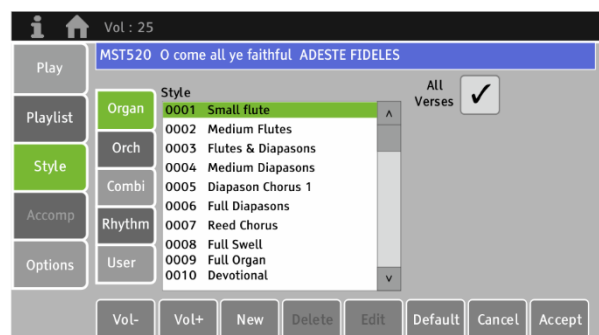 Vol : 25
MST520 O come all ye faithful ADESTE FIDELES
Play
Playlist
Style
Accomp
Options
Organ
Orch
Combi
Rhythm
User
Style
0001 Small flute
0002 Medium Flutes
0003 Flutes & Diapasons
0004 Medium Diapasons
0005 Diapason Chorus 1
0006 Full Diapasons
0007 Reed Chorus
0008 Full Swell
0009 Full Organ
0010 Devotional
All
Verses
Vol- Vol+ New Delete Edit Default Cancel Accept